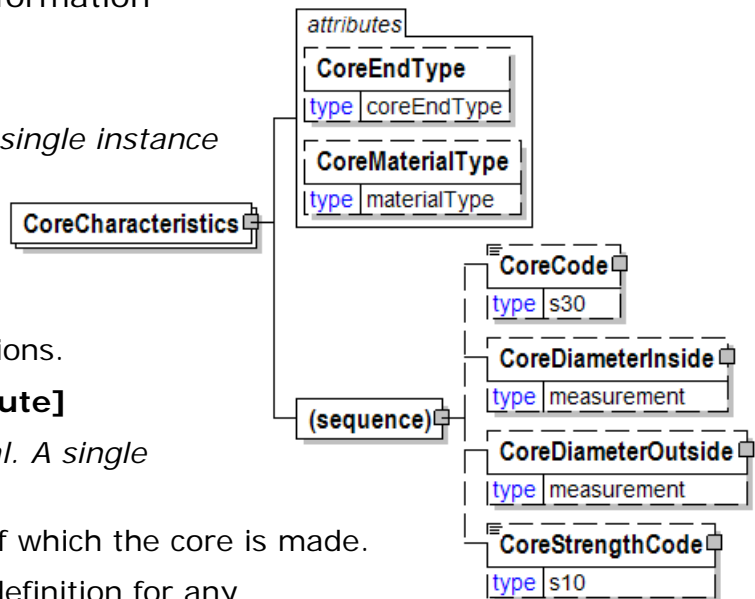 ormation
single instance
ions.
ute]
l. A single
f which the core is made.
definition for any
CoreCharacteristics
attributes
CoreEndType
type coreEndType
CoreMaterialType
type materialType
(sequence)
CoreCode
type s30
CoreDiameterInside
type measurement
CoreDiameterOutside
type measurement
CoreStrengthCode
type s10